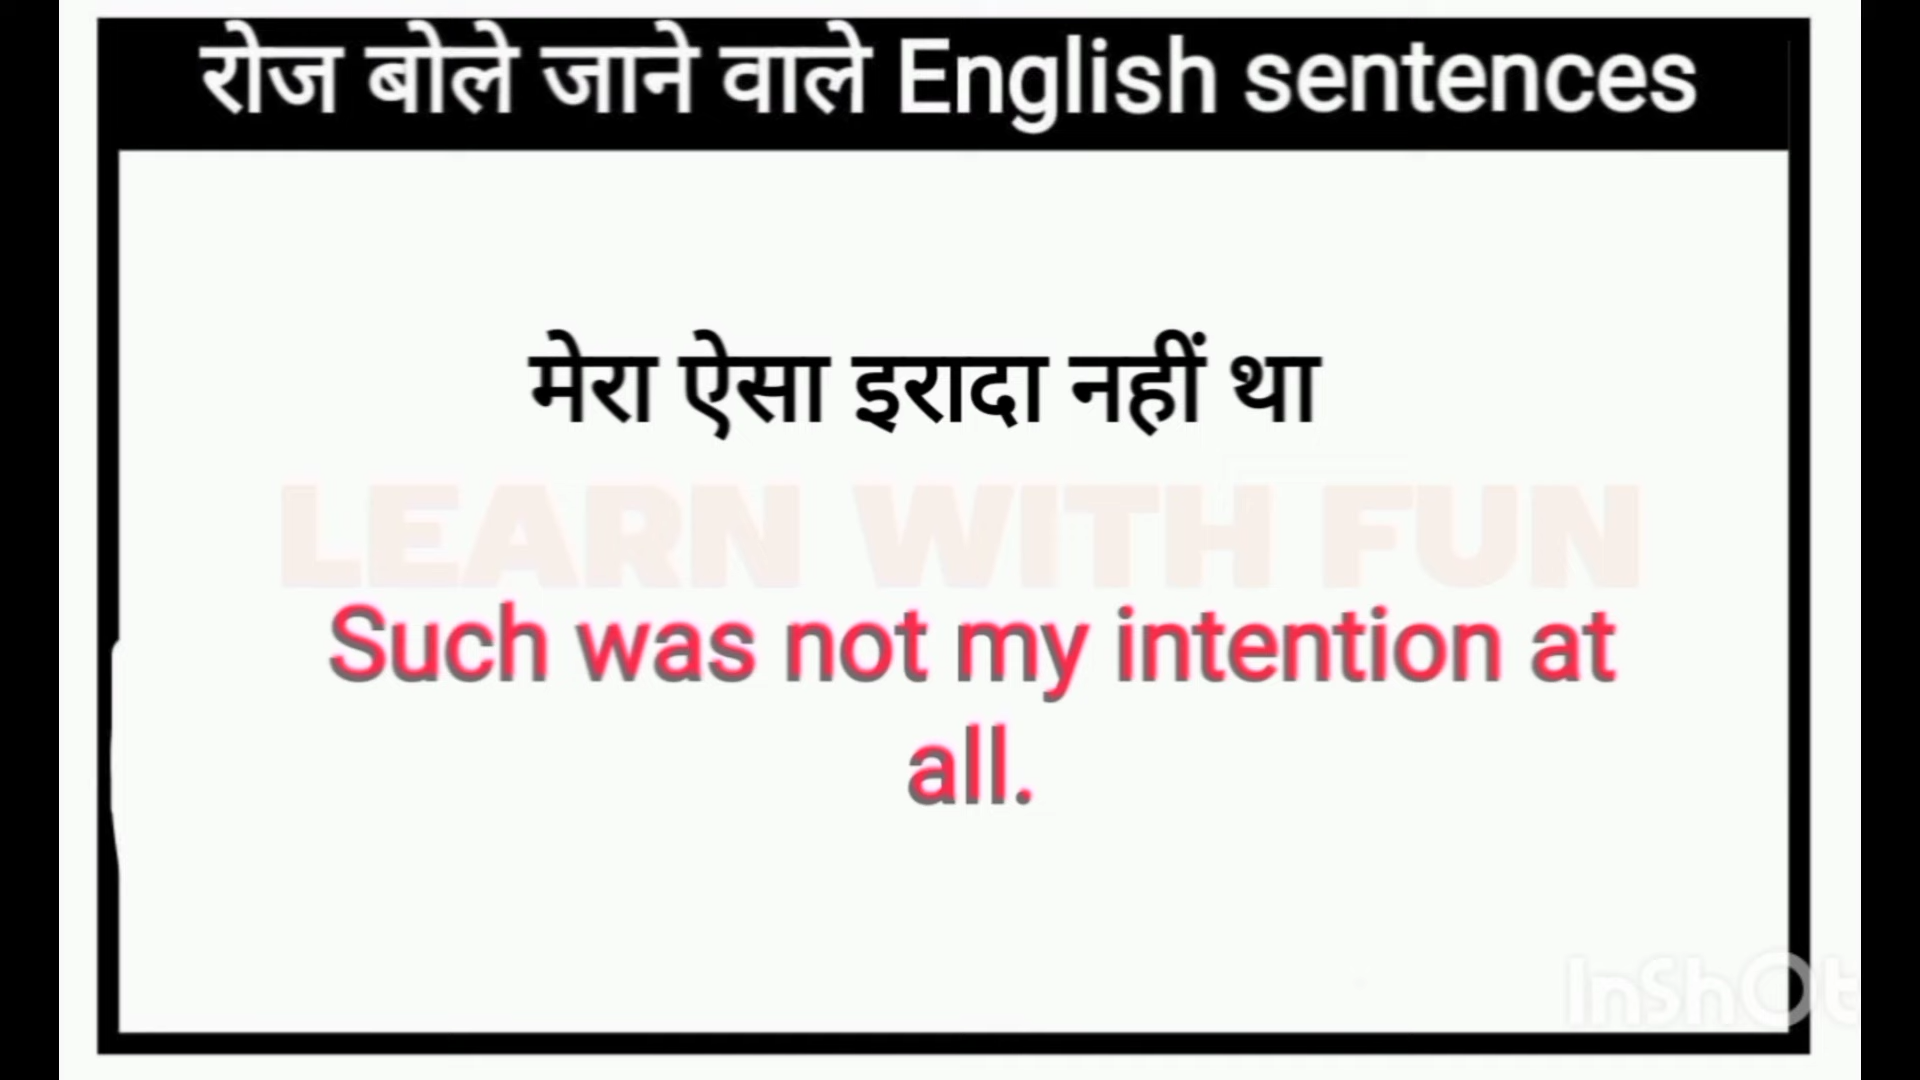 रोज बोले जाने वाले English sentences
मेरा ऐसा इरादा नहीं था
LEARN WITH FUN
Such was not my intention at
all.
InShOt